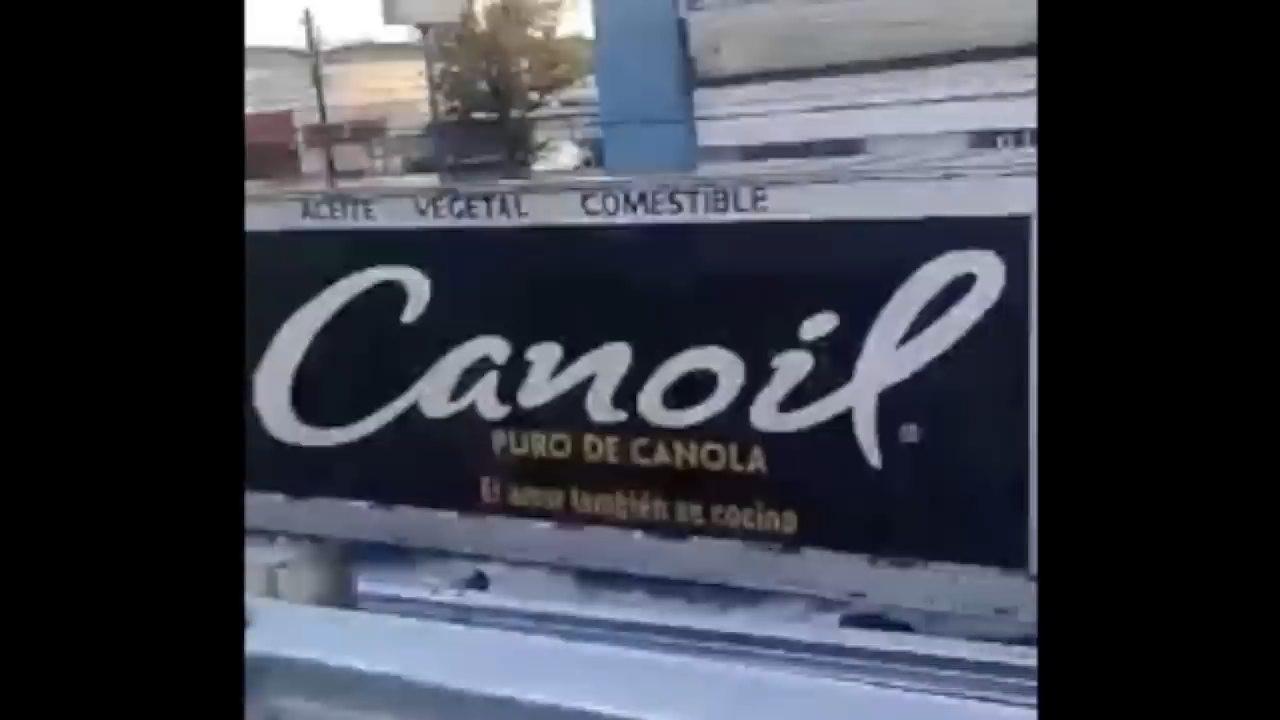 ACEITE VEGETAL COMESTIBLE
Canoil
PURO DE CANOLA
El amor también se cocina